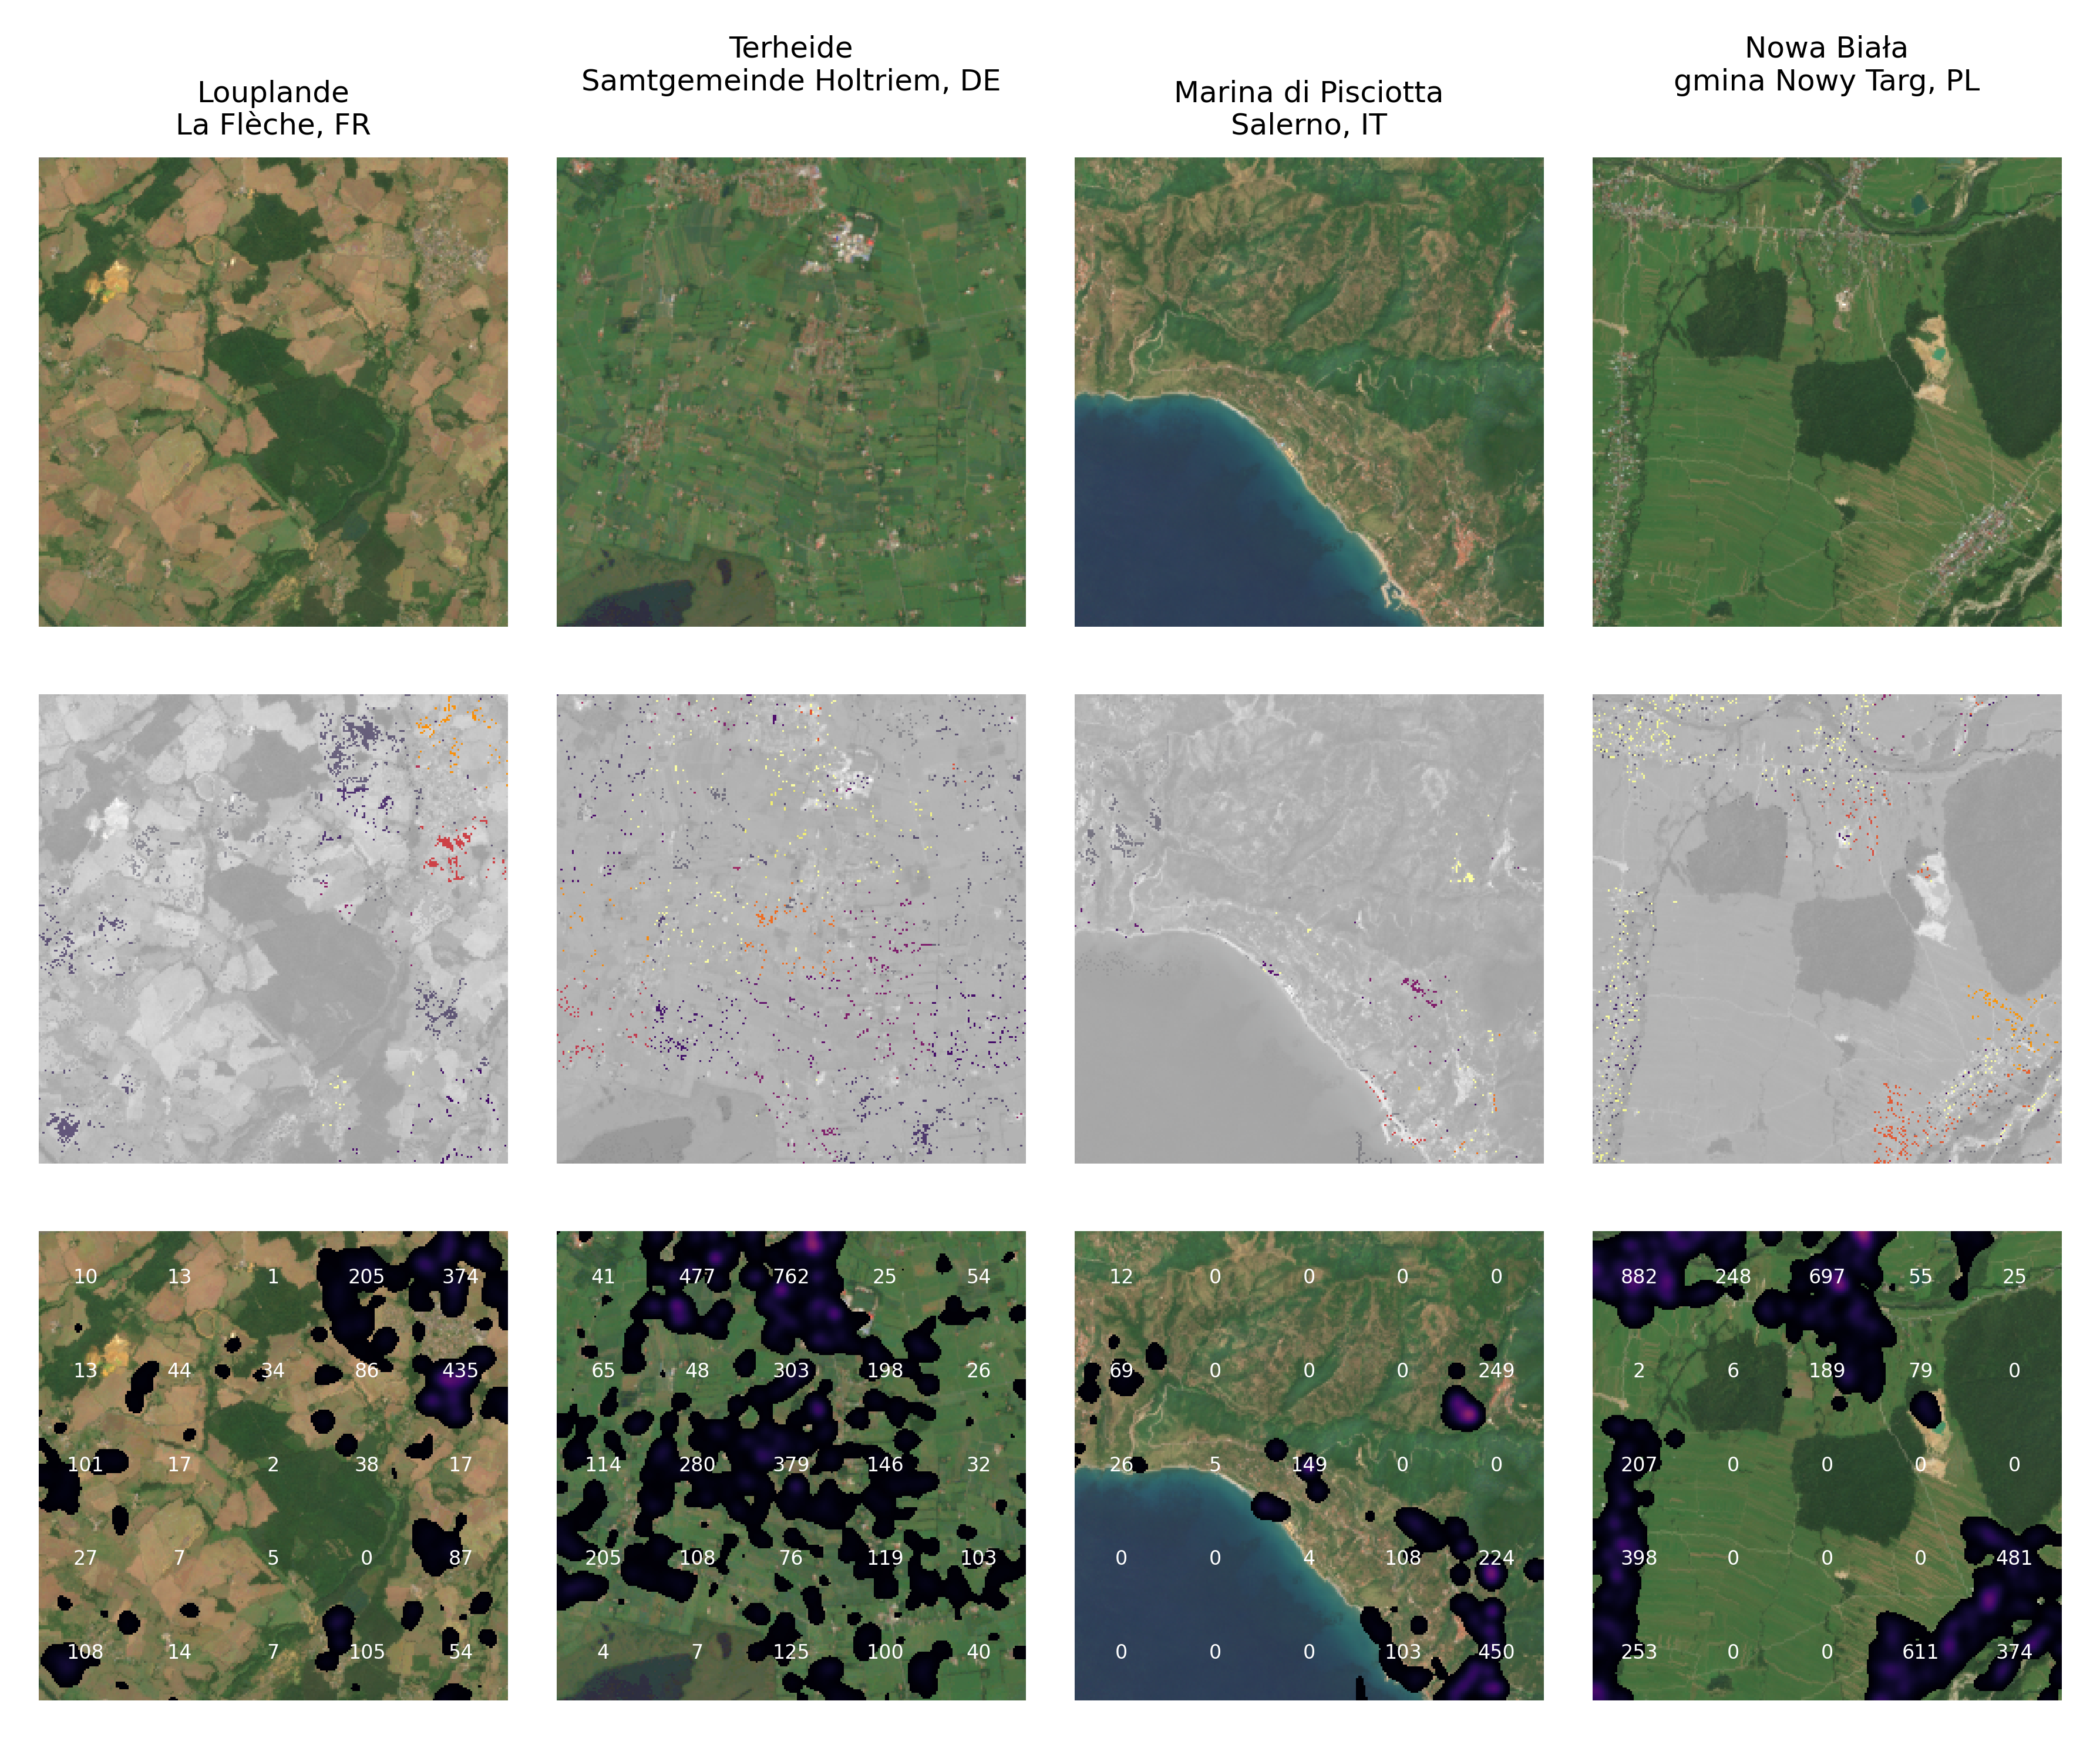 Louplande
La Flèche, FR
Terheide
Samtgemeinde Holtriem, DE
Marina di Pisciotta
Salerno, IT
Nowa Biała
gmina Nowy Targ, PL
10 13 1 205 374
13 44 34 86 435
101 17 2 38 17
27 7 5 0 87
108 14 7 105 54
41 477 762 25 54
65 48 303 198 26
114 280 379 146 32
205 108 76 119 103
4 7 125 100 40
12 0 0 0 0
69 0 0 0 249
26 5 149 0 0
0 0 4 108 224
0 0 0 103 450
882 248 697 55 25
2 6 189 79 0
207 0 0 0 0
398 0 0 0 481
253 0 0 611 374